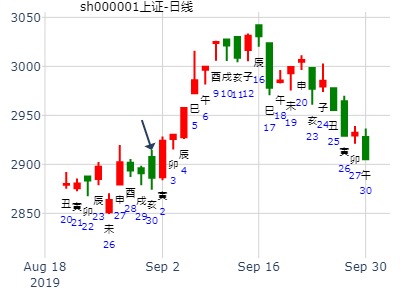 sh000001上证-日线
3050
3000
2950
2900
2850
丑
20
寅
21
卯
22
辰
23
未
26
申
27
酉
28
戌
29
亥
30
寅
2
卯
3
辰
4
巳
5
午
6
酉
9
戌
10
亥
11
子
12
辰
16
巳
17
午
18
未
19
申
20
亥
23
子
24
丑
25
寅
26
卯
27
午
30
Aug 18
2019
Sep 2
Sep 16
Sep 30